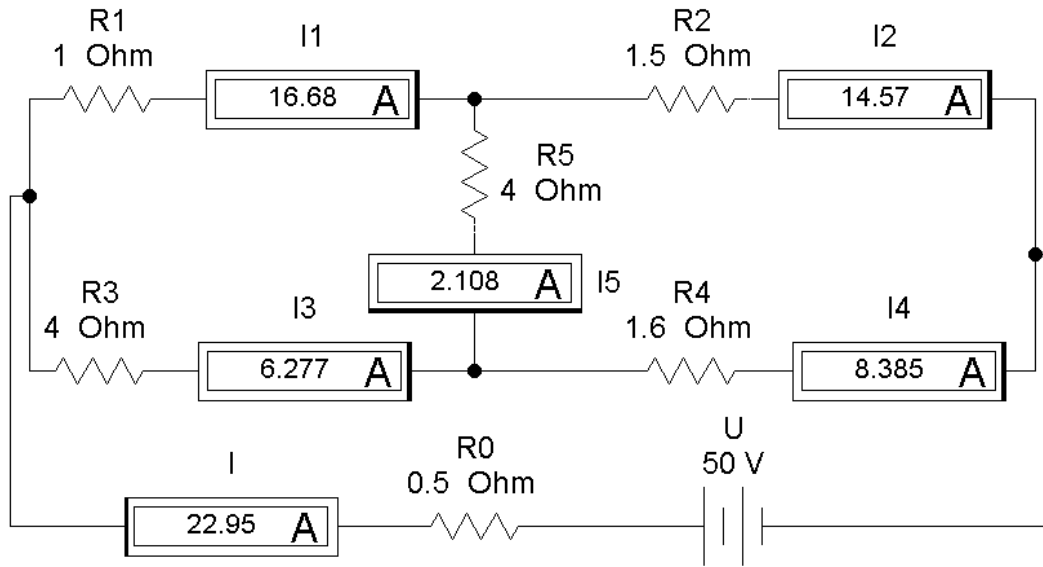 R1
1 Ohm
I1
16.68 A
R2
1.5 Ohm
I2
14.57 A
R5
4 Ohm
2.108 A
I5
R3
4 Ohm
I3
6.277 A
R4
1.6 Ohm
I4
8.385 A
I
22.95 A
R0
0.5 Ohm
U
50 V